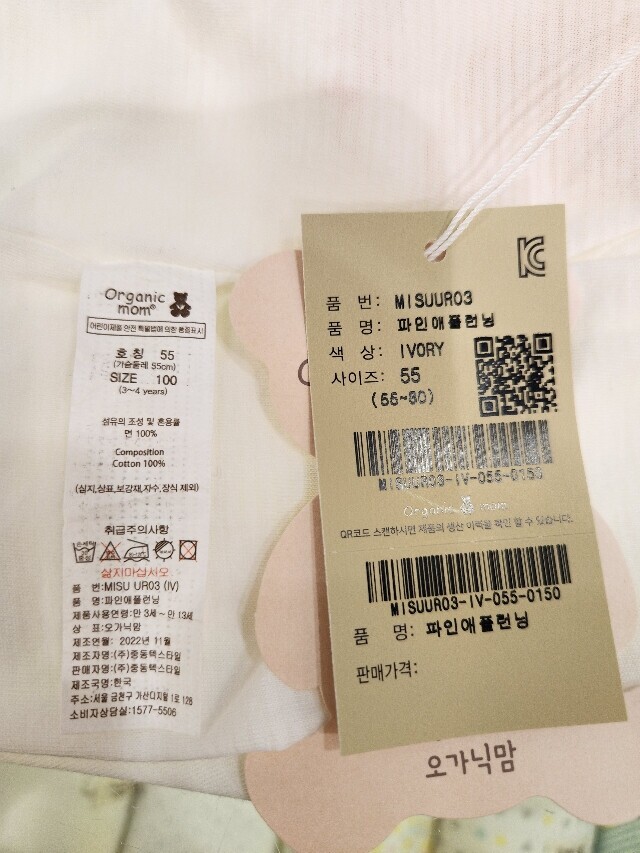 Organic
mom®
어린이제품 안전 특별법에 의한 품질표시
호칭 55
(가슴둘레 55cm)
SIZE 100
(3~4 years)
섬유의 조성 및 혼용율
면 100%
Composition
Cotton 100%
(심지,상표,보강재,자수,장식 제외)
취급주의사항
삶지마십시오.
품 번:MISU UR03 (IV)
품 명:파인애플런닝
제품사용연령:만 3세~ 만 13세
상 표:오가닉맘
제조연월: 2022년 11월
제조자명:(주)중동텍스타일
판매자명:(주)중동텍스타일
제조국명:한국
주소:서울 금천구 가산디지털 1로 128
소비자상담실:1577-5506
품 번: MISUUR03
품 명: 파인애플런닝
색 상: IVORY
사이즈: 55
MISUUR03-IV-055-0150
Organic mom
QR코드 스캔하시면 제품의 생산 이력을 확인 할 수 있습니다.
MISUUR03-IV-055-0150
품 명: 파인애플런닝
판매가격:
오가닉맘